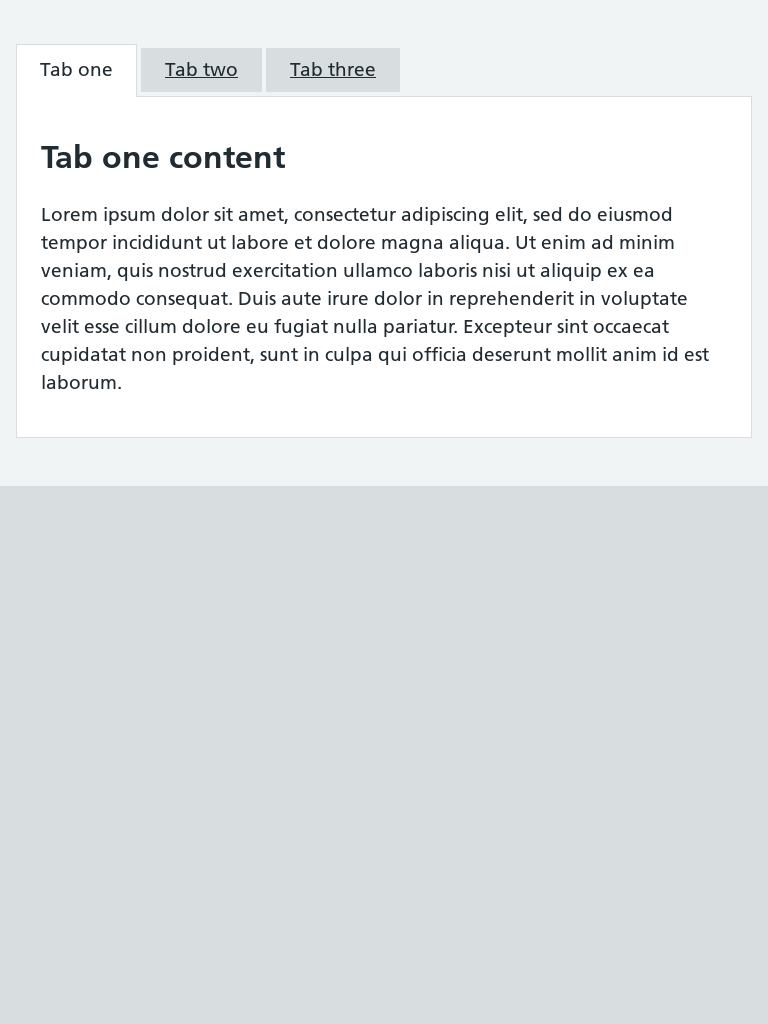 Tab one Tab two Tab three
Tab one content
Lorem ipsum dolor sit amet, consectetur adipiscing elit, sed do eiusmod
tempor incididunt ut labore et dolore magna aliqua. Ut enim ad minim
veniam, quis nostrud exercitation ullamco laboris nisi ut aliquip ex ea
commodo consequat. Duis aute irure dolor in reprehenderit in voluptate
velit esse cillum dolore eu fugiat nulla pariatur. Excepteur sint occaecat
cupidatat non proident, sunt in culpa qui officia deserunt mollit anim id est
laborum.